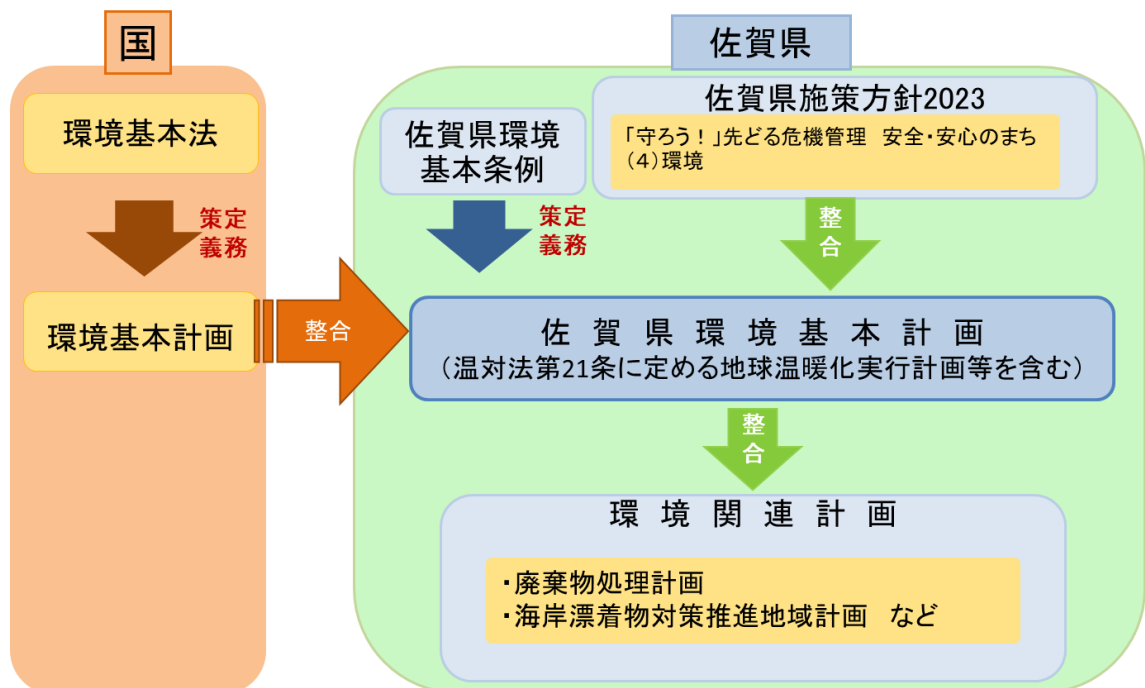 国
環境基本法
策定
義務
環境基本計画
整合
佐賀県
佐賀県環境
基本条例
策定
義務
佐賀県施策方針2023
「守ろう！」先どる危機管理　安全・安心のまち
（４）環境
整
合
佐賀県環境基本計画
（温対法第21条に定める地球温暖化実行計画等を含む）
整
合
環境関連計画
・廃棄物処理計画
・海岸漂着物対策推進地域計画　など